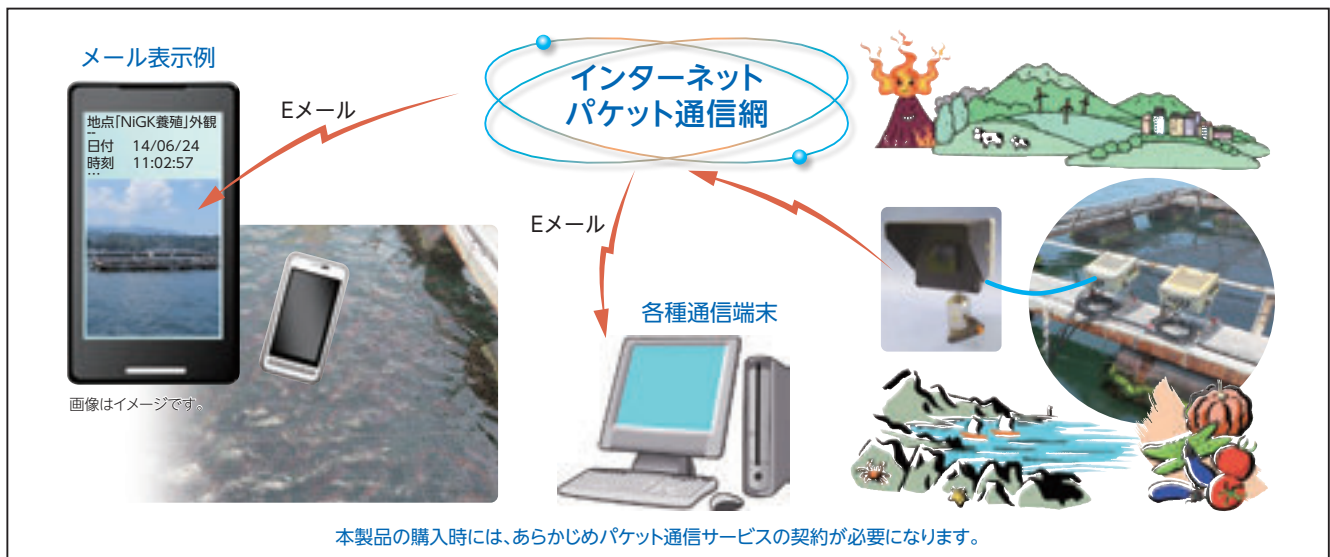 メール表示例
地点「NiGK養殖」外観
--
日付 14/06/24
時刻 11:02:57
…
画像はイメージです。
Eメール
インターネット
パケット通信網
Eメール
各種通信端末
本製品の購入時には、あらかじめパケット通信サービスの契約が必要になります。